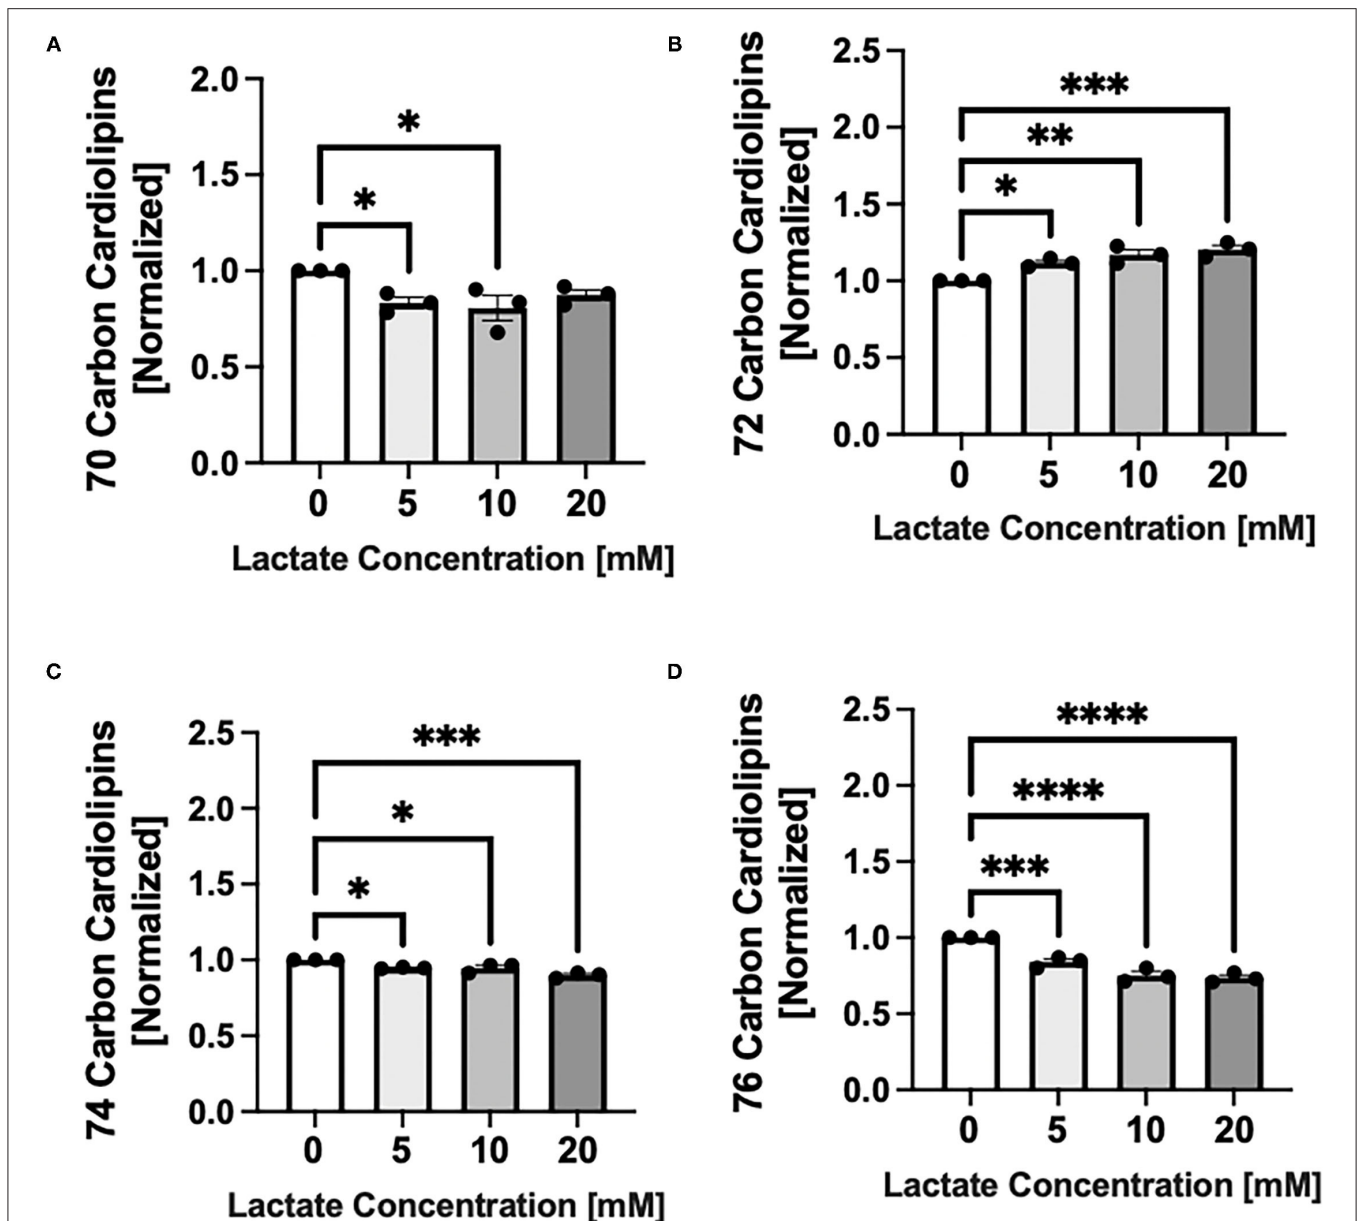 A
70 Carbon Cardiolipins
[Normalized]
2.0
1.5
1.0
0.5
0.0
*
*
0 5 10 20
Lactate Concentration [mM]
B
72 Carbon Cardiolipins
[Normalized]
2.5
2.0
1.5
1.0
0.5
0.0
***
**
*
0 5 10 20
Lactate Concentration [mM]
C
74 Carbon Cardiolipins
[Normalized]
2.5
2.0
1.5
1.0
0.5
0.0
***
*
*
0 5 10 20
Lactate Concentration [mM]
D
76 Carbon Cardiolipins
[Normalized]
2.5
2.0
1.5
1.0
0.5
0.0
****
****
***
0 5 10 20
Lactate Concentration [mM]